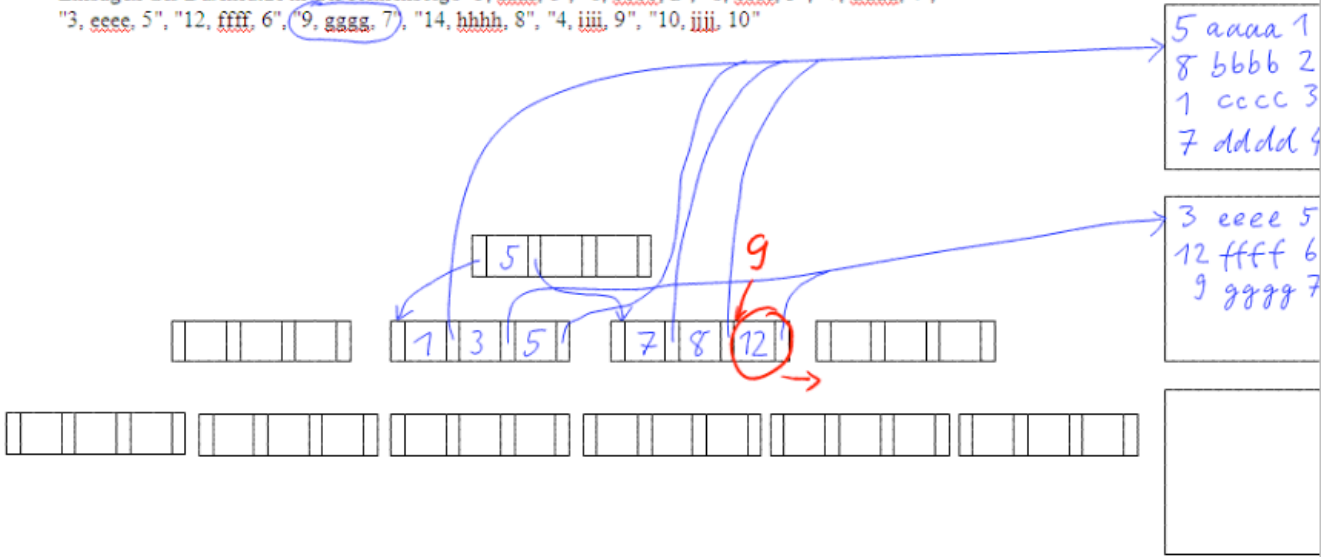 "3, eeee, 5", "12, ffff, 6", "9, gggg, 7", "14, hhhh, 8", "4, iiii, 9", "10, jjjj, 10"
5 aaaa 1
8 bbbb 2
1 cccc 3
7 dddd 4
3 eeee 5
12 ffff 6
9 gggg 7
5
9
1 3 5 7 8 12